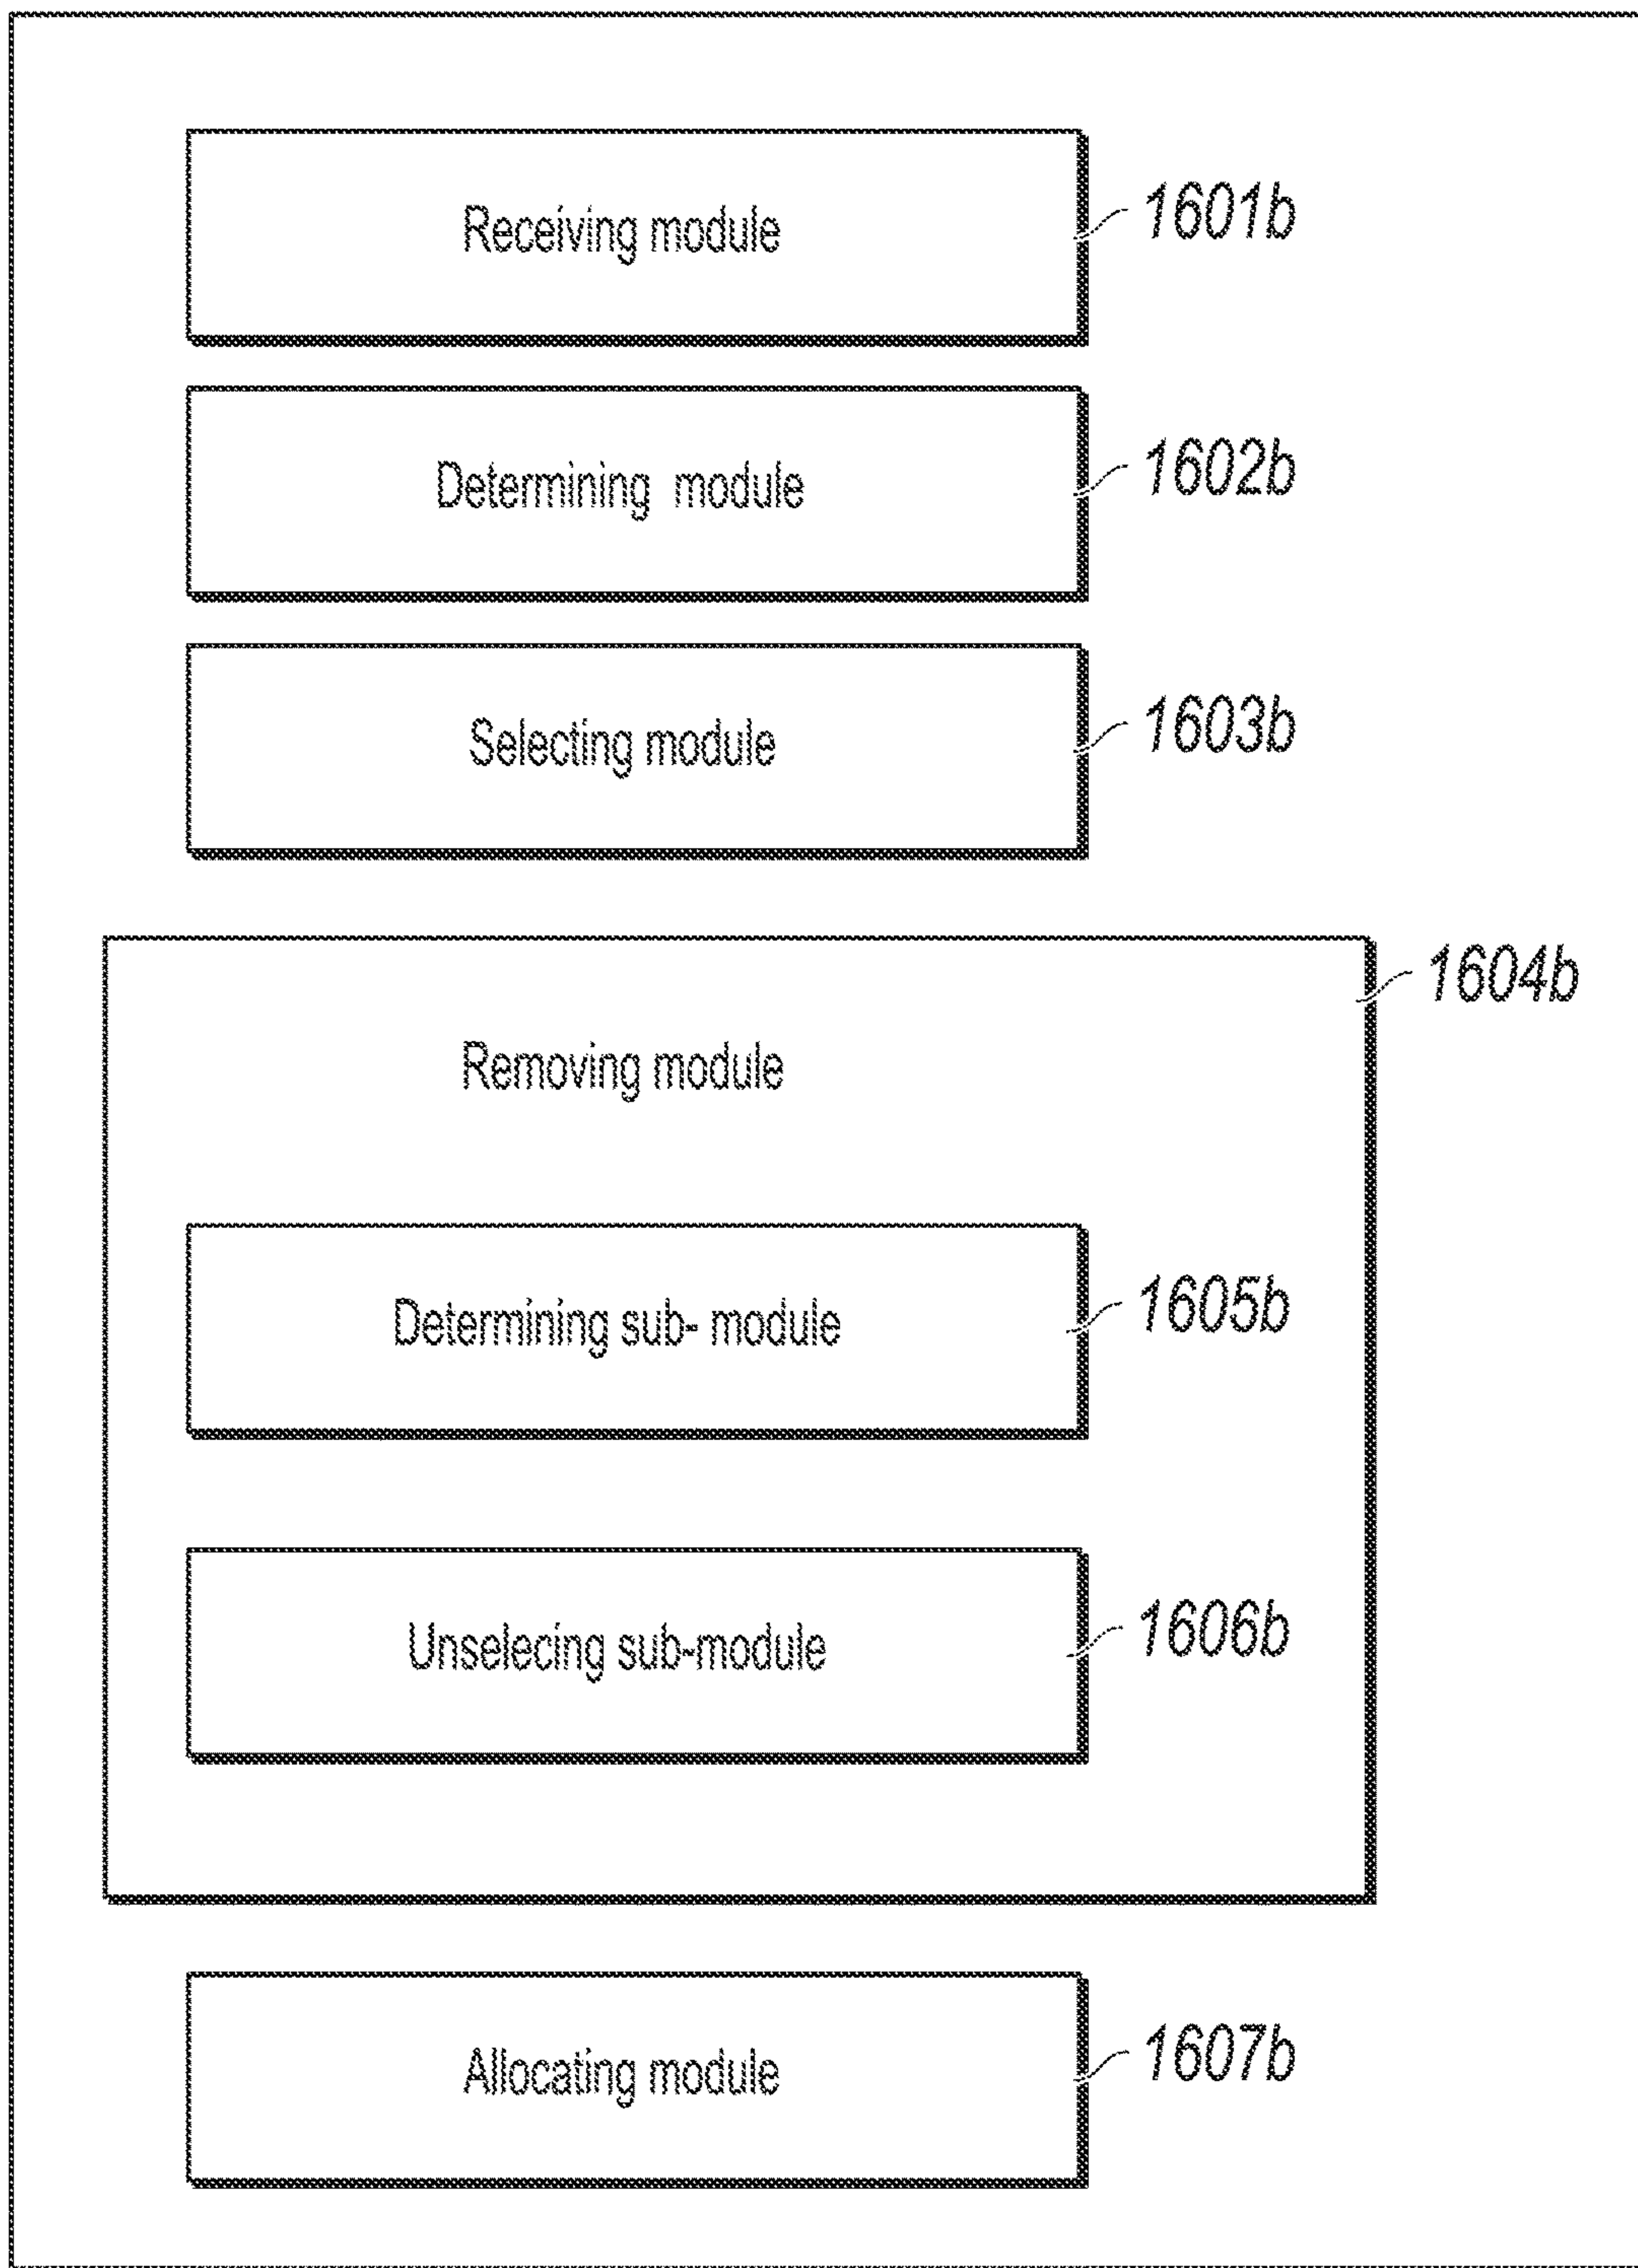 Receiving module 1601b
Determining module 1602b
Selecting module 1603b
1604b
Removing module
Determining sub- module 1605b
Unselecing sub-module 1606b
Allocating module 1607b